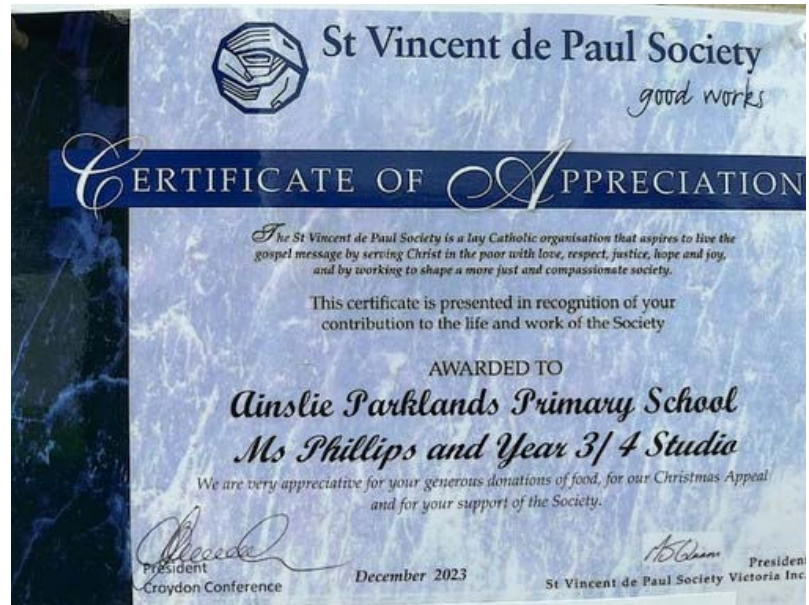 St Vincent de Paul Society
good works
CERTIFICATE OF APPRECIATION
The St Vincent de Paul Society is a lay Catholic organisation that aspires to live the
gospel message by serving Christ in the poor with love, respect, justice, hope and joy,
and by working to shape a more just and compassionate society.
This certificate is presented in recognition of your
contribution to the life and work of the Society
AWARDED TO
Ainslie Parklands Primary School
Ms Phillips and Year 3/4 Studio
We are very appreciative for your generous donations of food, for our Christmas Appeal
and for your support of the Society.
President
Croydon Conference
December 2023
President
St Vincent de Paul Society Victoria Inc.